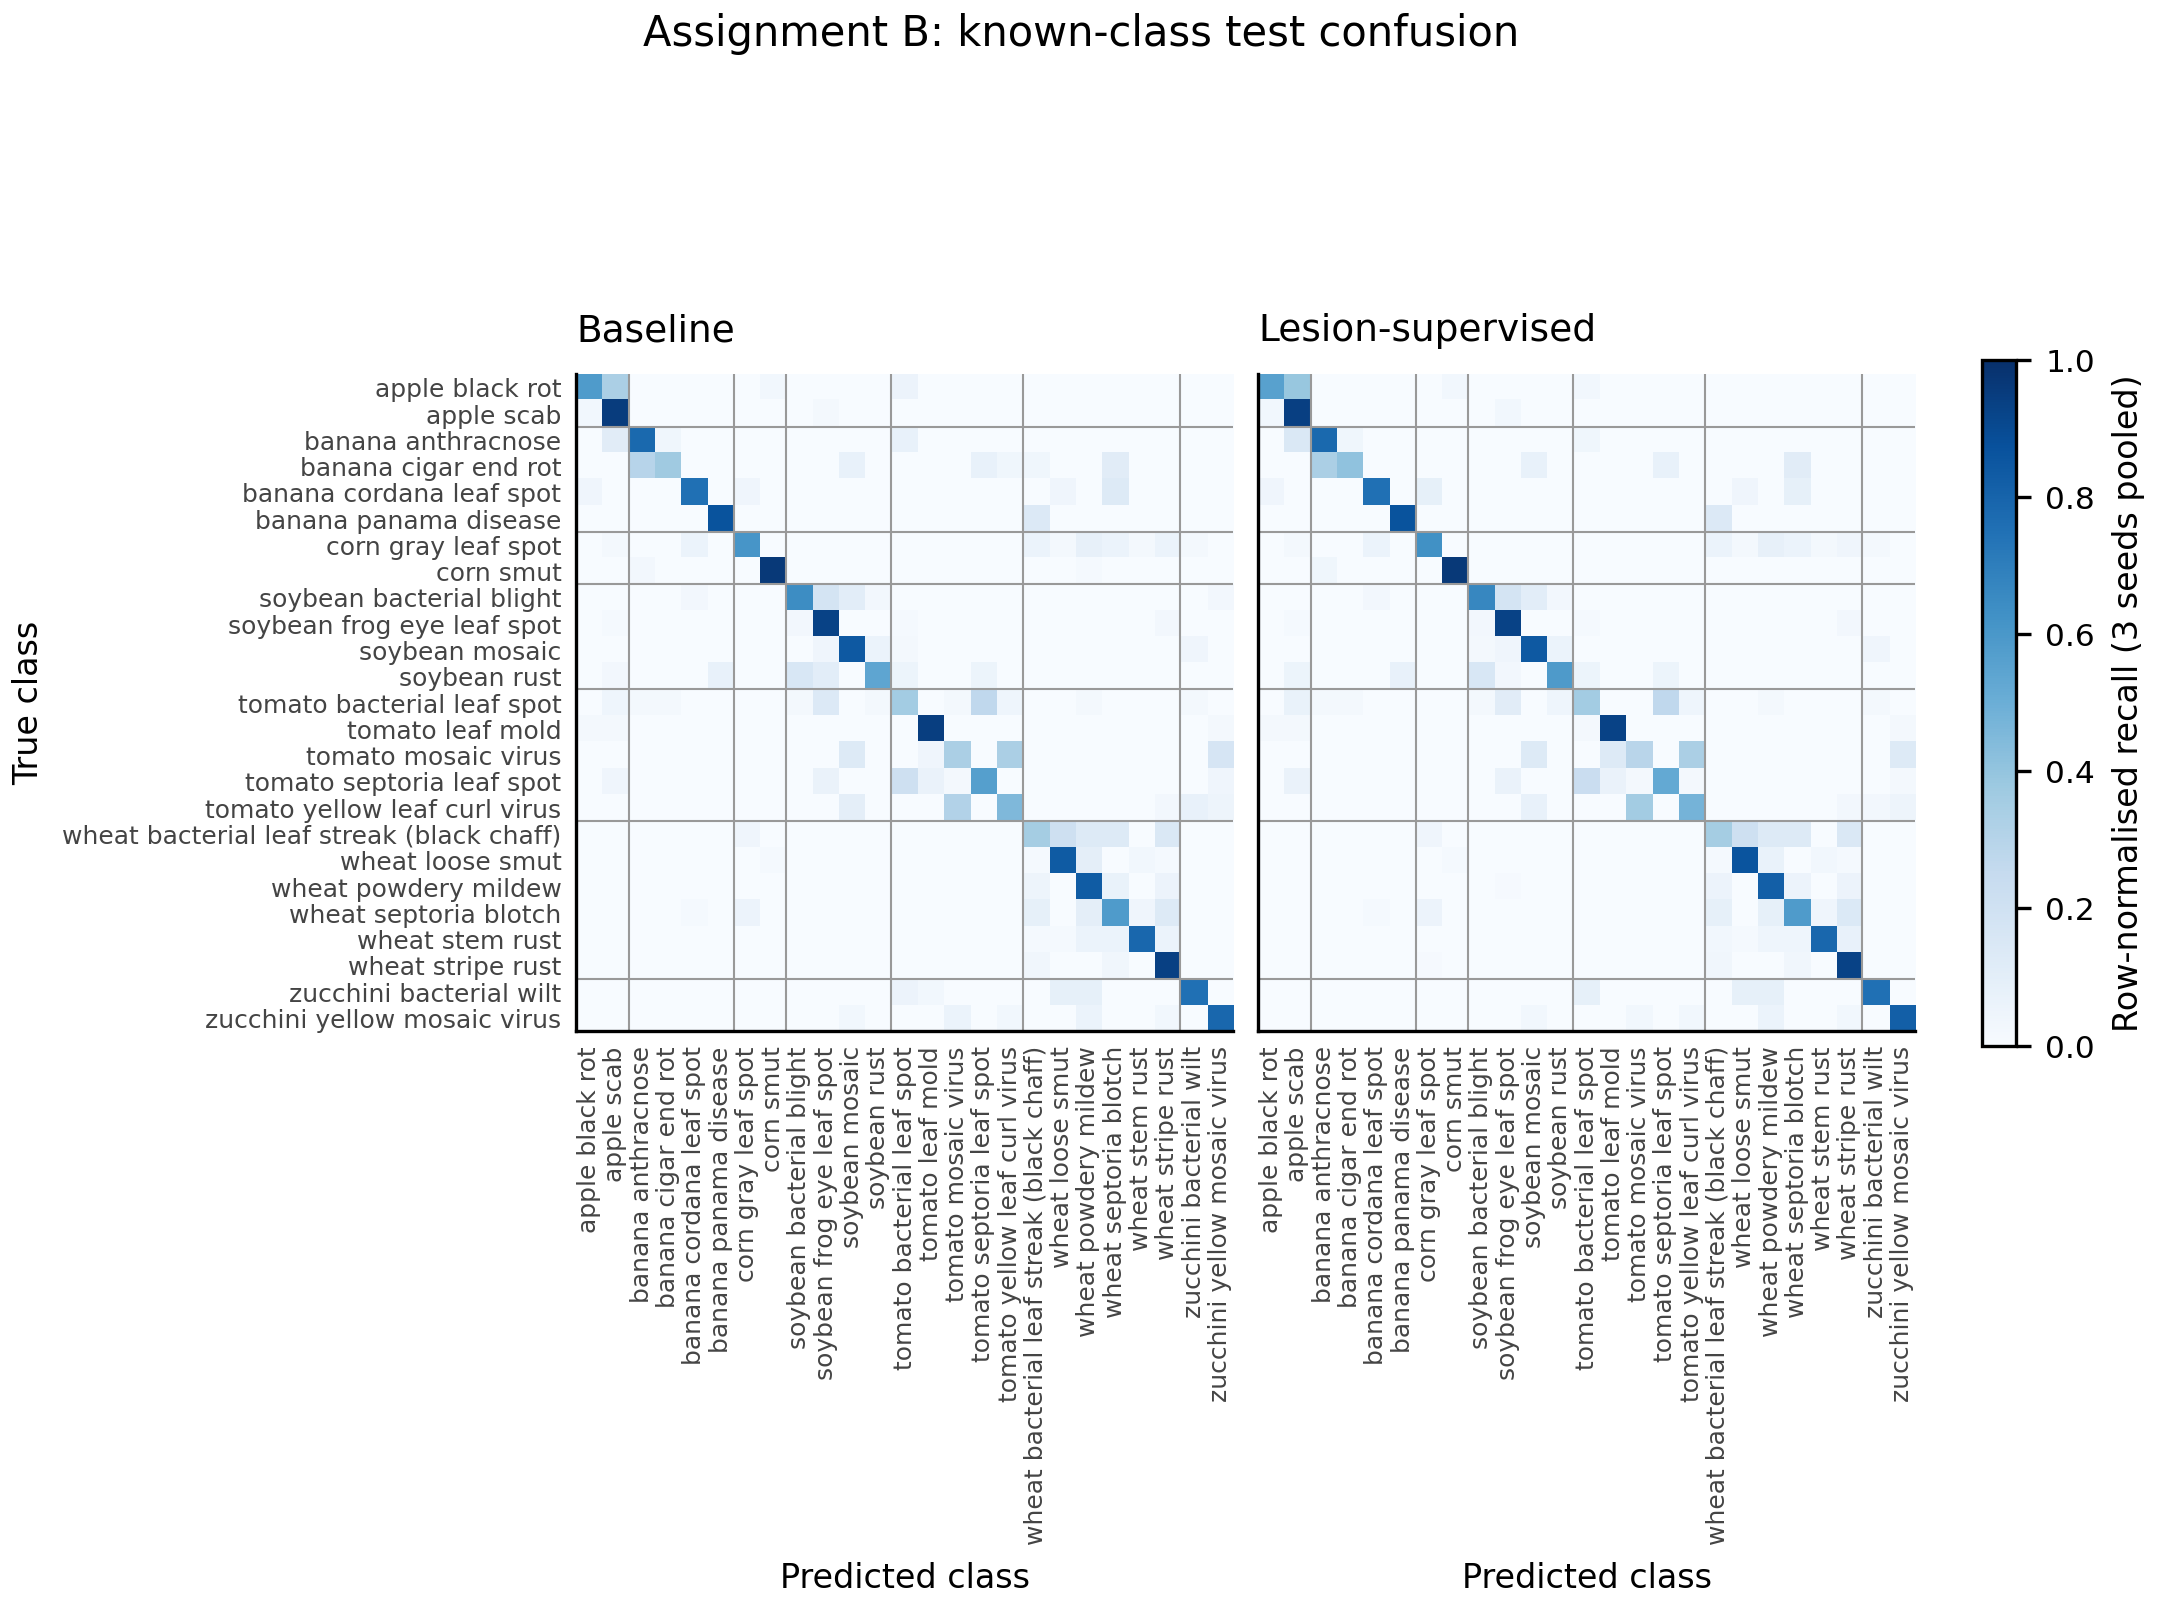 Assignment B: known-class test confusion
Baseline
Lesion-supervised
True class
apple black rot
apple scab
banana anthracnose
banana cigar end rot
banana cordana leaf spot
banana panama disease
corn gray leaf spot
corn smut
soybean bacterial blight
soybean frog eye leaf spot
soybean mosaic
soybean rust
tomato bacterial leaf spot
tomato leaf mold
tomato mosaic virus
tomato septoria leaf spot
tomato yellow leaf curl virus
wheat bacterial leaf streak (black chaff)
wheat loose smut
wheat powdery mildew
wheat septoria blotch
wheat stem rust
wheat stripe rust
zucchini bacterial wilt
zucchini yellow mosaic virus
apple black rot
apple scab
banana anthracnose
banana cigar end rot
banana cordana leaf spot
banana panama disease
corn gray leaf spot
corn smut
soybean bacterial blight
soybean frog eye leaf spot
soybean mosaic
soybean rust
tomato bacterial leaf spot
tomato leaf mold
tomato mosaic virus
tomato septoria leaf spot
tomato yellow leaf curl virus
wheat bacterial leaf streak (black chaff)
wheat loose smut
wheat powdery mildew
wheat septoria blotch
wheat stem rust
wheat stripe rust
zucchini bacterial wilt
zucchini yellow mosaic virus
Predicted class
apple black rot
apple scab
banana anthracnose
banana cigar end rot
banana cordana leaf spot
banana panama disease
corn gray leaf spot
corn smut
soybean bacterial blight
soybean frog eye leaf spot
soybean mosaic
soybean rust
tomato bacterial leaf spot
tomato leaf mold
tomato mosaic virus
tomato septoria leaf spot
tomato yellow leaf curl virus
wheat bacterial leaf streak (black chaff)
wheat loose smut
wheat powdery mildew
wheat septoria blotch
wheat stem rust
wheat stripe rust
zucchini bacterial wilt
zucchini yellow mosaic virus
Predicted class
1.0
0.8
0.6
0.4
0.2
0.0
Row-normalised recall (3 seeds pooled)